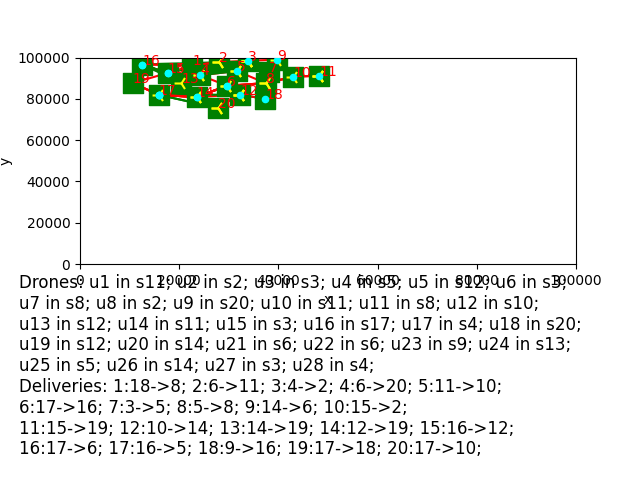 100000
80000
60000
40000
20000
0
y
0 20000 40000 60000 80000 100000
x
16 1 2 3 9
Drones: u1 in s11; u2 in s2; u3 in s3; u4 in s5; u5 in s12; u6 in s3;
u7 in s8; u8 in s2; u9 in s20; u10 in s11; u11 in s8; u12 in s10;
u13 in s12; u14 in s11; u15 in s3; u16 in s17; u17 in s4; u18 in s20;
u19 in s12; u20 in s14; u21 in s6; u22 in s6; u23 in s9; u24 in s13;
u25 in s5; u26 in s14; u27 in s3; u28 in s4;
Deliveries: 1:18->8; 2:6->11; 3:4->2; 4:6->20; 5:11->10;
6:17->16; 7:3->5; 8:5->8; 9:14->6; 10:15->2;
11:15->19; 12:10->14; 13:14->19; 14:12->19; 15:16->12;
16:17->6; 17:16->5; 18:9->16; 19:17->18; 20:17->10;